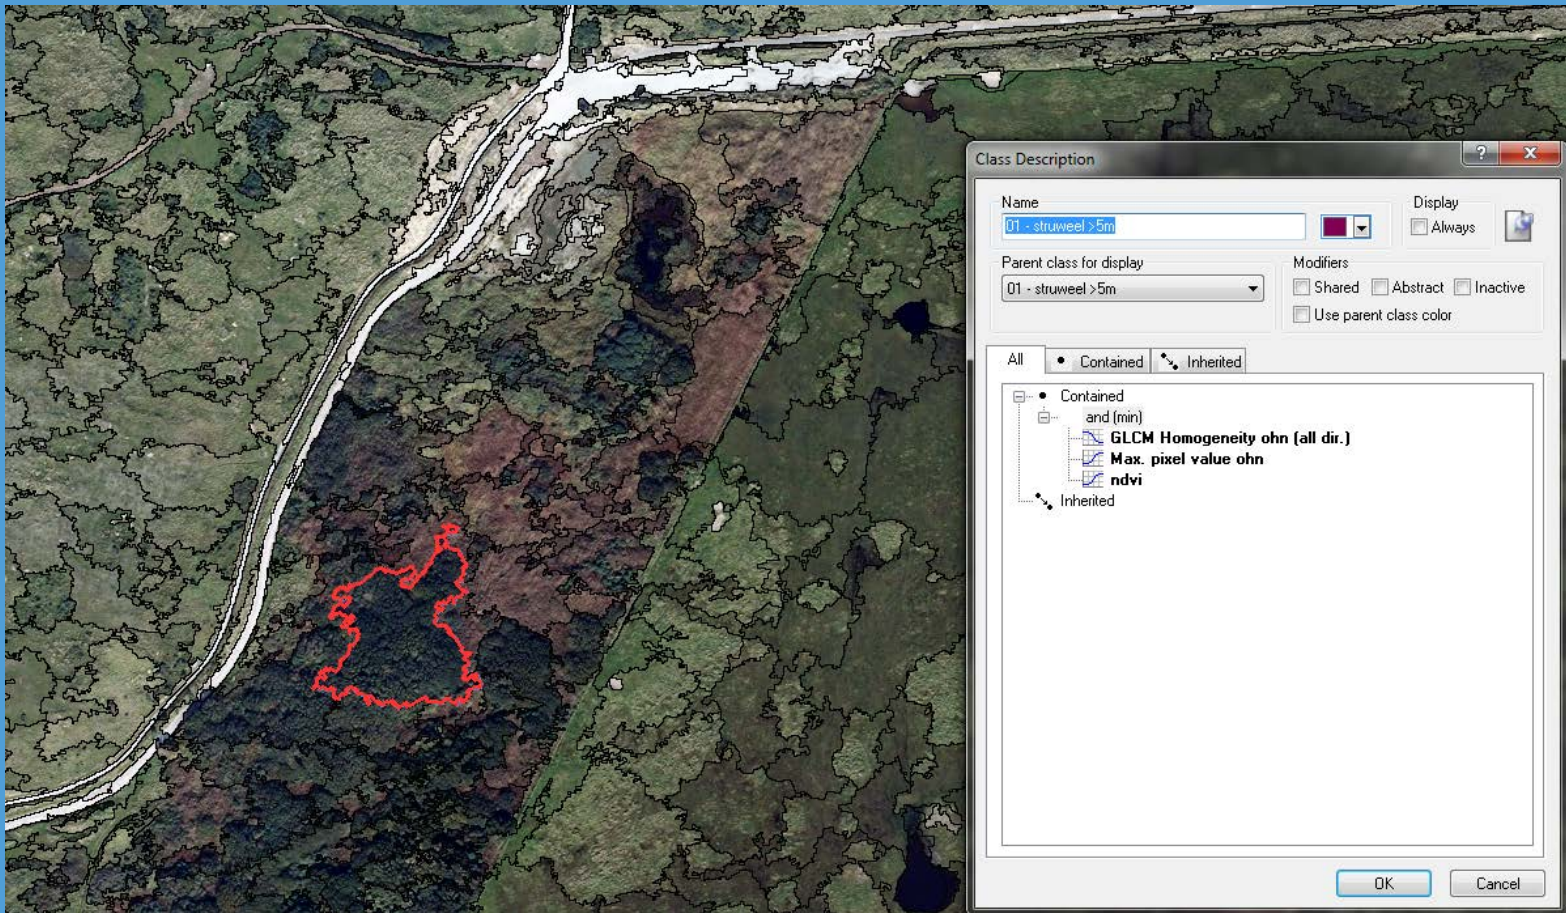 Class Description
?
X
Name
01 - struweel >5m
Display
Always
Parent class for display
01 - struweel >5m
Modifiers
Shared Abstract Inactive
Use parent class color
All Contained Inherited
Contained
and (min)
GLCM Homogeneity ohn (all dir.)
Max. pixel value ohn
ndvi
Inherited
OK Cancel